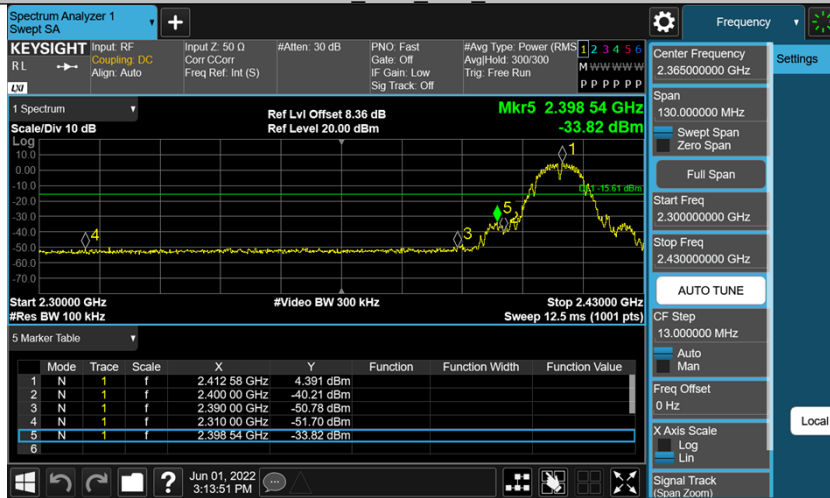 Spectrum Analyzer 1
Swept SA
Frequency
KEYSIGHT
RL
LXI
Input: RF
Coupling: DC
Align: Auto
Input Z: 50 Ω
Corr CCorr
Freq Ref: Int (S)
#Atten: 30 dB
PNO: Fast
Gate: Off
IF Gain: Low
Sig Track: Off
#Avg Type: Power (RMS
Avg|Hold: 300/300
Trig: Free Run
1 2 3 4 5 6
M W W W W W
P P P P P P
1 Spectrum
Scale/Div 10 dB
Ref Lvl Offset 8.36 dB
Ref Level 20.00 dBm
Mkr5 2.398 54 GHz
-33.82 dBm
Log
10.0
0.00
-10.0
-20.0
-30.0
-40.0
-50.0
-60.0
-70.0
1
DL1 -15.61 dBm
5
2
3
4
Start 2.30000 GHz
#Res BW 100 kHz
#Video BW 300 kHz
Stop 2.43000 GHz
Sweep 12.5 ms (1001 pts)
5 Marker Table
Mode Trace Scale X Y Function Function Width Function Value
1 N 1 f 2.412 58 GHz 4.391 dBm
2 N 1 f 2.400 00 GHz -40.21 dBm
3 N 1 f 2.390 00 GHz -50.78 dBm
4 N 1 f 2.310 00 GHz -51.70 dBm
5 N 1 f 2.398 54 GHz -33.82 dBm
6
?
Jun 01, 2022
3:13:51 PM
Center Frequency
2.365000000 GHz
Settings
Span
130.000000 MHz
Swept Span
Zero Span
Full Span
Start Freq
2.300000000 GHz
Stop Freq
2.430000000 GHz
AUTO TUNE
CF Step
13.000000 MHz
Auto
Man
Freq Offset
0 Hz
Local
X Axis Scale
Log
Lin
Signal Track
(Span Zoom)